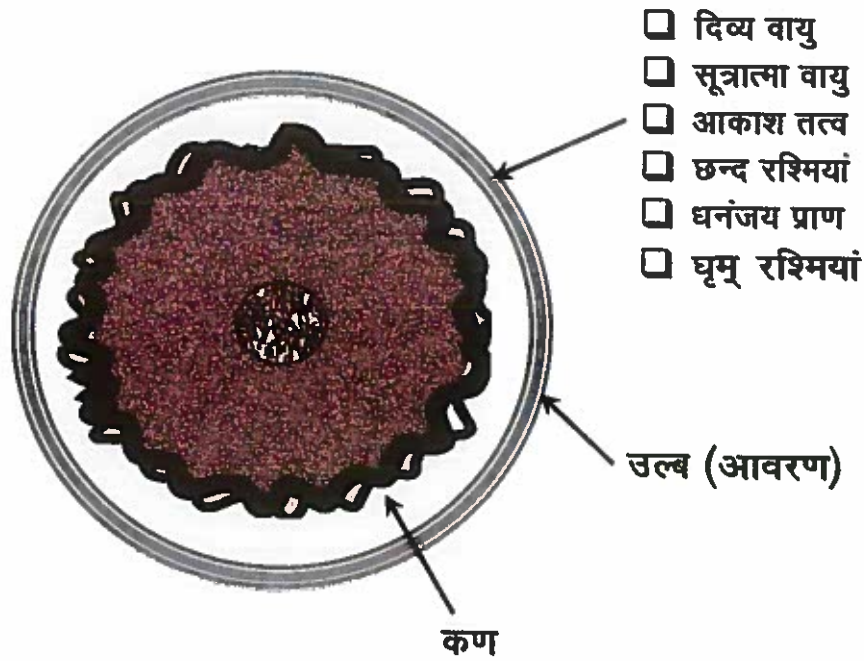 दिव्य वायु
सूत्रात्मा वायु
आकाश तत्व
छन्द रश्मियां
धनंजय प्राण
घृम् रश्मियां
उल्ब (आवरण)
कण